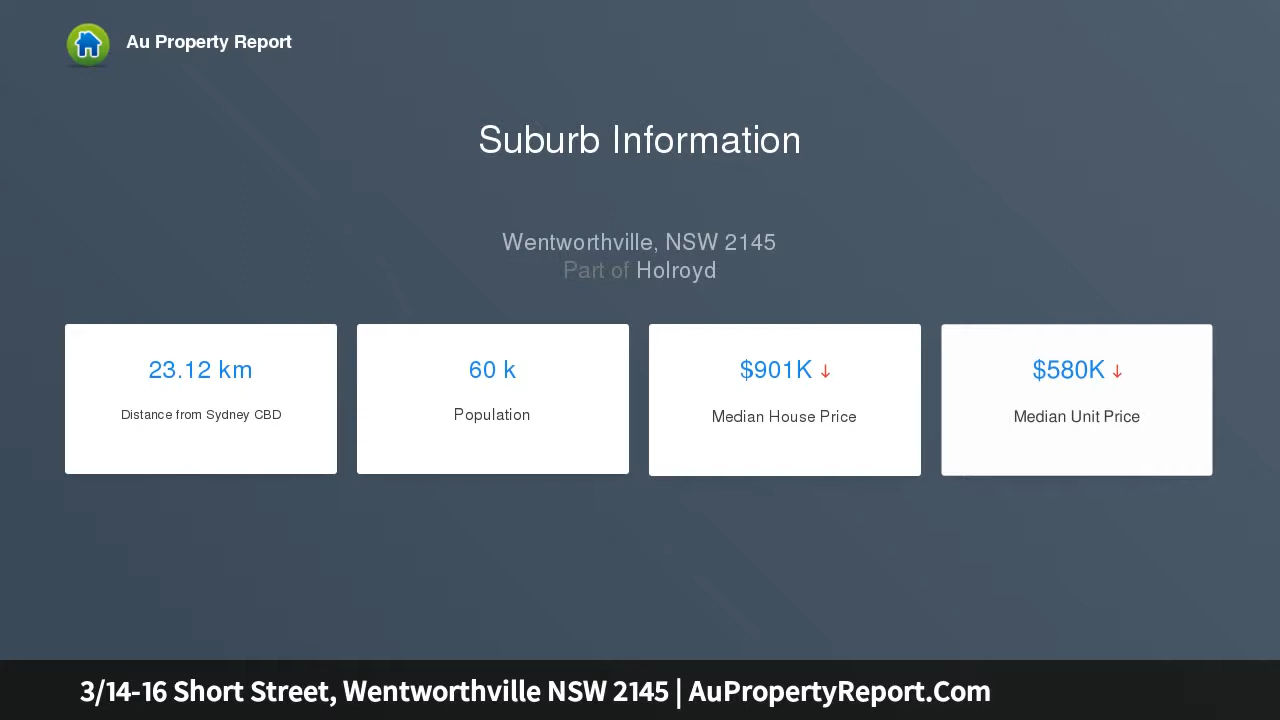 Au Property Report
Suburb Information
Wentworthville, NSW 2145
Part of Holroyd
23.12 km
Distance from Sydney CBD
60 k
Population
$901K ↓
Median House Price
$580K ↓
Median Unit Price
3/14-16 Short Street, Wentworthville NSW 2145 | AuPropertyReport.Com